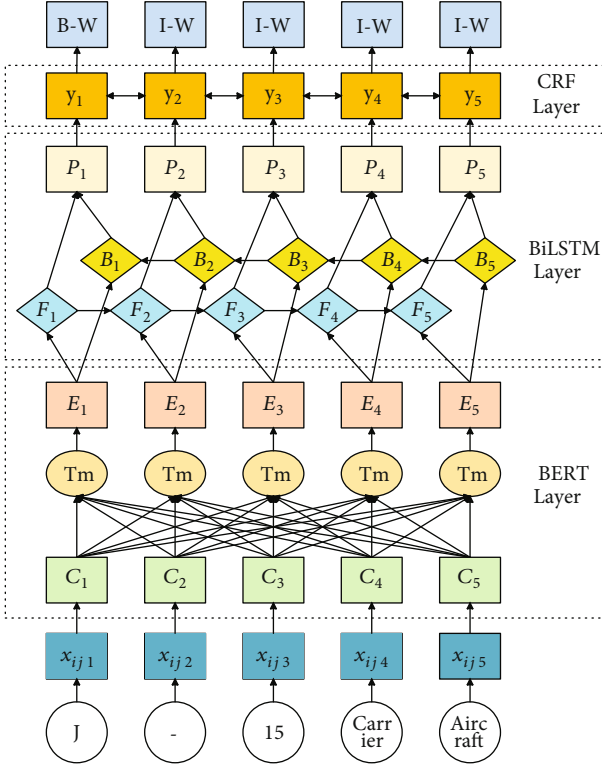 B-W I-W I-W I-W I-W
y1 y2 y3 y4 y5
CRF
Layer
P1 P2 P3 P4 P5
B1 B2 B3 B4 B5
BiLSTM
Layer
F1 F2 F3 F4 F5
E1 E2 E3 E4 E5
Tm Tm Tm Tm Tm
BERT
Layer
C1 C2 C3 C4 C5
xij1 xij2 xij3 xij4 xij5
J - 15 Carr
ier Airc
raft